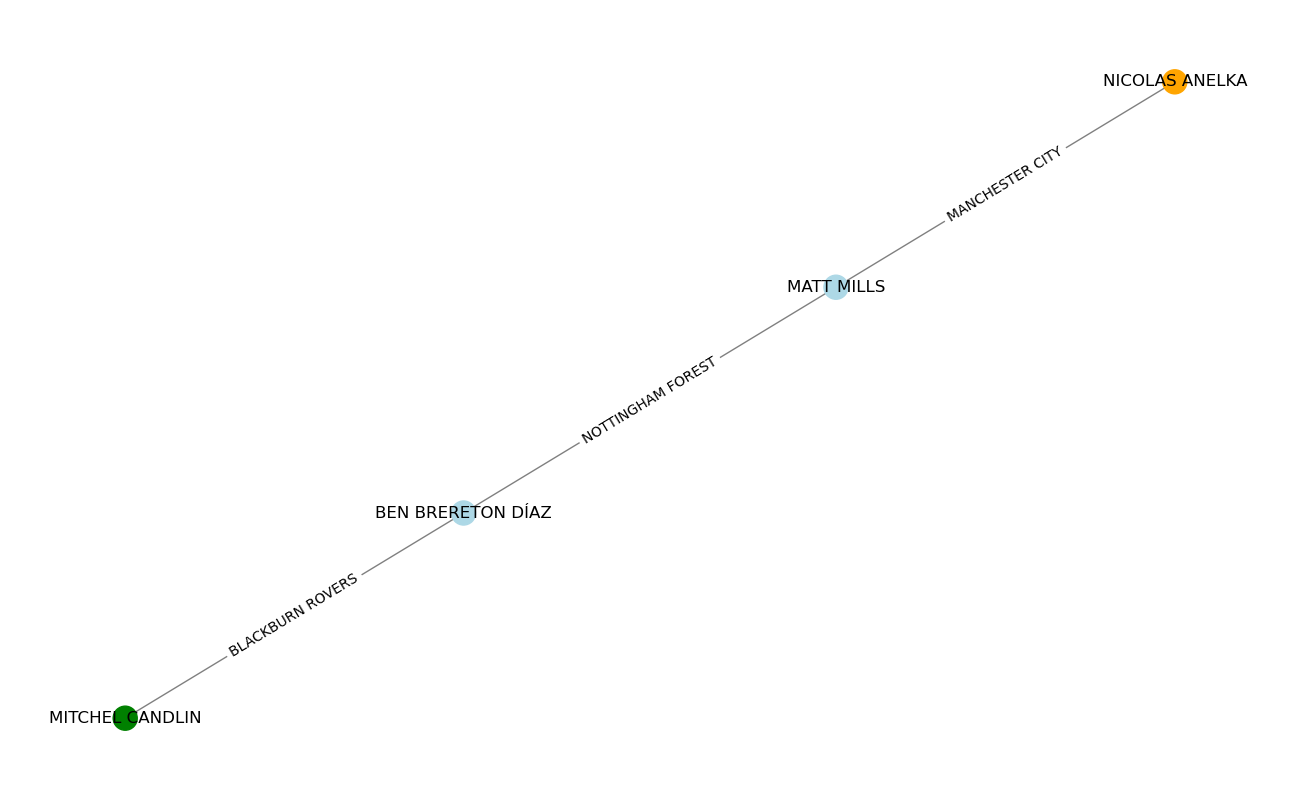 NICOLAS ANELKA
MANCHESTER CITY
MATT MILLS
NOTTINGHAM FOREST
BEN BRERETON DÍAZ
BLACKBURN ROVERS
MITCHEL CANDLIN